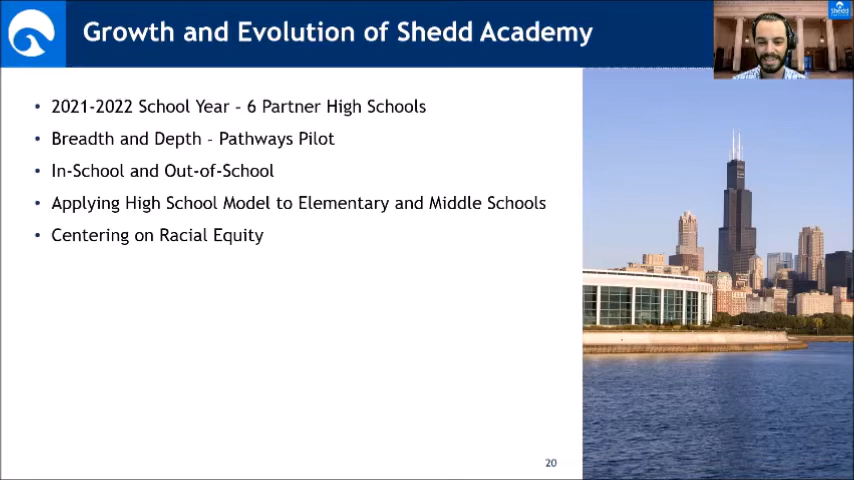 Growth and Evolution of Shedd Academy
Shedd
• 2021-2022 School Year - 6 Partner High Schools
• Breadth and Depth - Pathways Pilot
• In-School and Out-of-School
• Applying High School Model to Elementary and Middle Schools
• Centering on Racial Equity
20